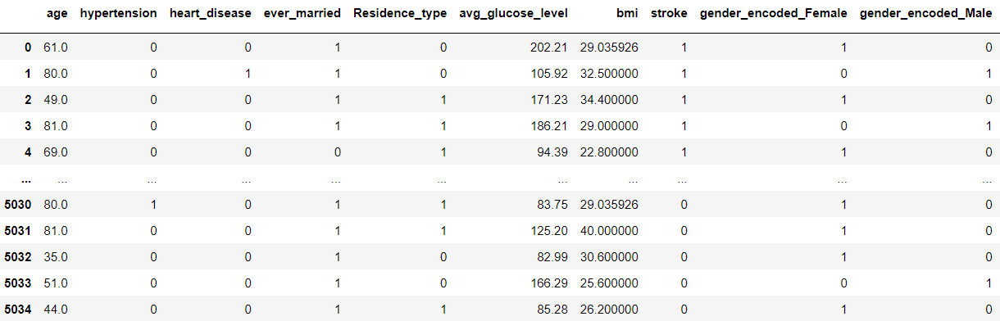 age hypertension heart_disease ever_married Residence_type avg_glucose_level bmi stroke gender_encoded_Female gender_encoded_Male
0 61.0 0 0 1 0 202.21 29.035926 1 1 0
1 80.0 0 1 1 0 105.92 32.500000 1 0 1
2 49.0 0 0 1 1 171.23 34.400000 1 1 0
3 81.0 0 0 1 1 186.21 29.000000 1 0 1
4 69.0 0 0 0 1 94.39 22.800000 1 1 0
... ... ... ... ... ... ... ... ... ... ...
5030 80.0 1 0 1 1 83.75 29.035926 0 1 0
5031 81.0 0 0 1 1 125.20 40.000000 0 1 0
5032 35.0 0 0 1 0 82.99 30.600000 0 1 0
5033 51.0 0 0 1 0 166.29 25.600000 0 0 1
5034 44.0 0 0 1 1 85.28 26.200000 0 1 0